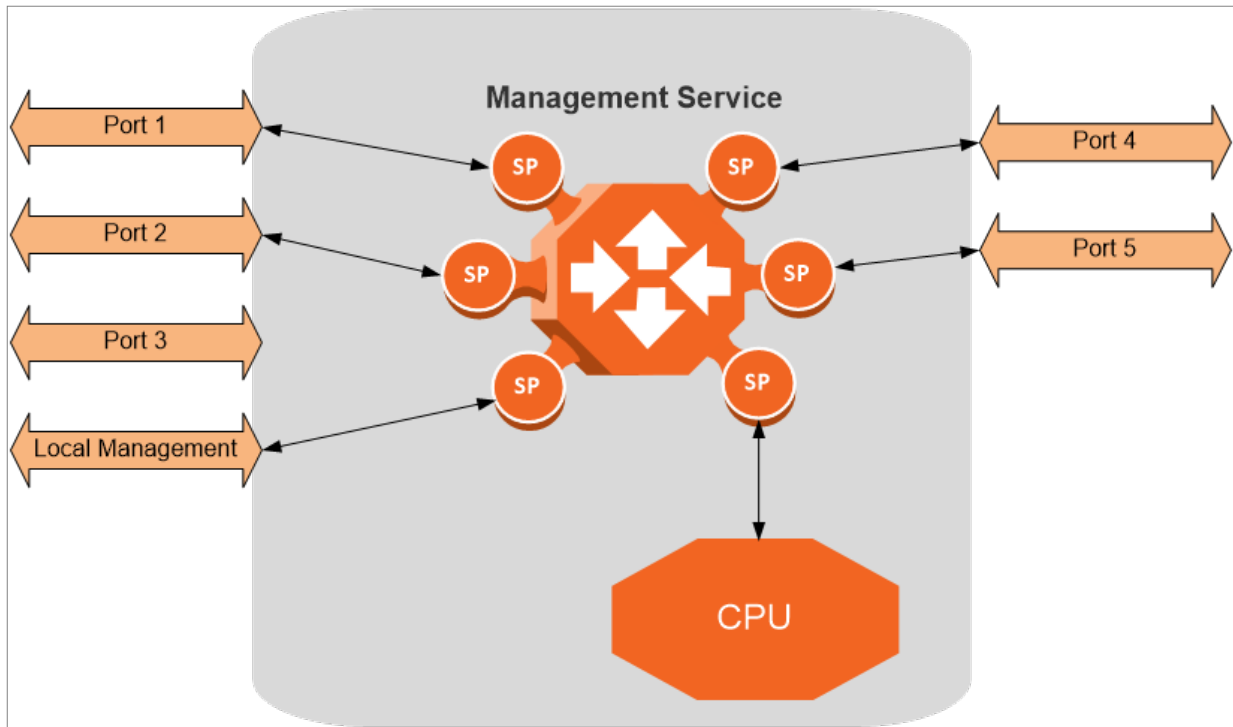 Management Service
Port 1
Port 2
Port 3
Local Management
SP
SP
SP
SP
SP
SP
Port 4
Port 5
CPU